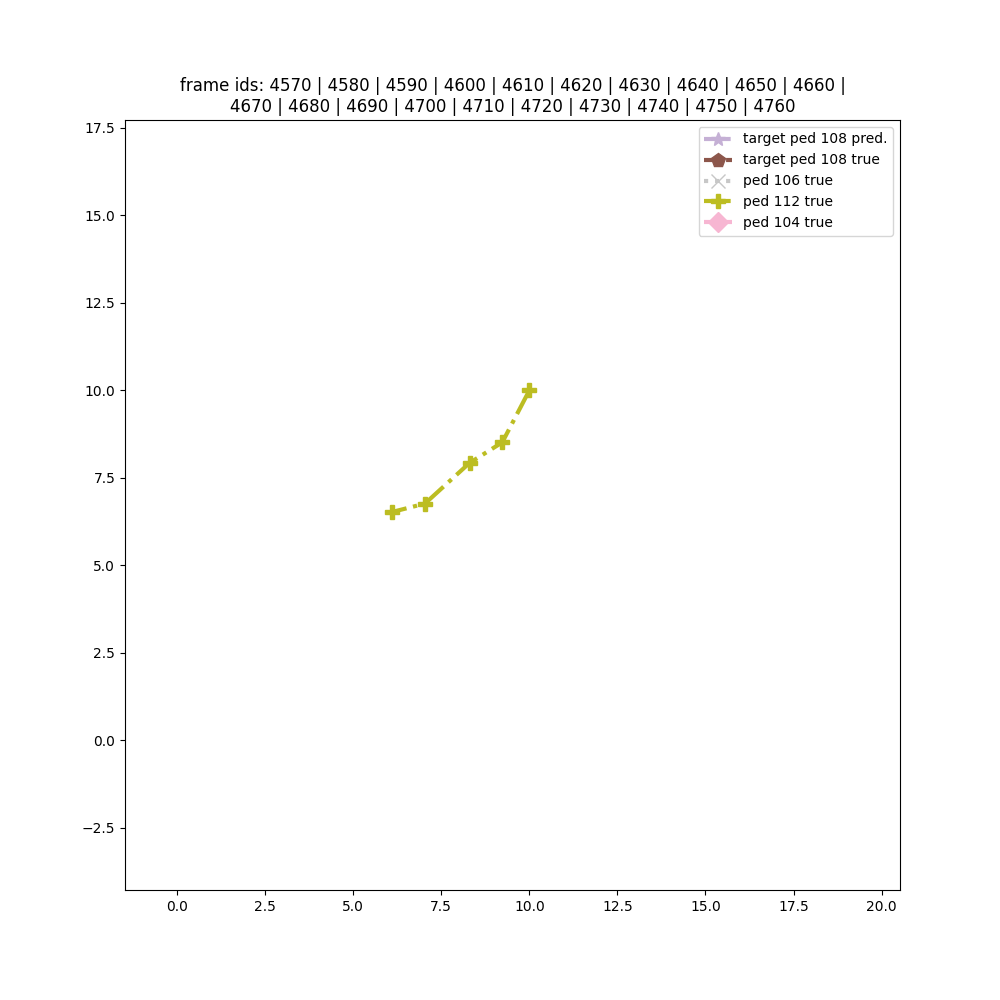 frame ids: 4570 | 4580 | 4590 | 4600 | 4610 | 4620 | 4630 | 4640 | 4650 | 4660 |
4670 | 4680 | 4690 | 4700 | 4710 | 4720 | 4730 | 4740 | 4750 | 4760
target ped 108 pred.
target ped 108 true
ped 106 true
ped 112 true
ped 104 true
17.5
15.0
12.5
10.0
7.5
5.0
2.5
0.0
−2.5
0.0 2.5 5.0 7.5 10.0 12.5 15.0 17.5 20.0